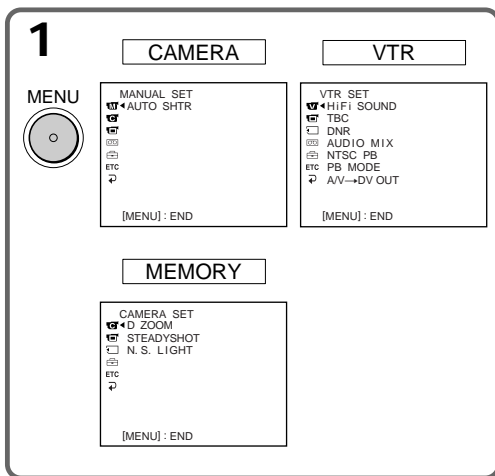 1
MENU
CAMERA
MANUAL SET
AUTO SHTR
ETC
[MENU] : END
VTR
VTR SET
HiFi SOUND
TBC
DNR
AUDIO MIX
NTSC PB
ETC PB MODE
A/V→DV OUT
[MENU] : END
MEMORY
CAMERA SET
D ZOOM
STEADYSHOT
N. S. LIGHT
ETC
[MENU] : END